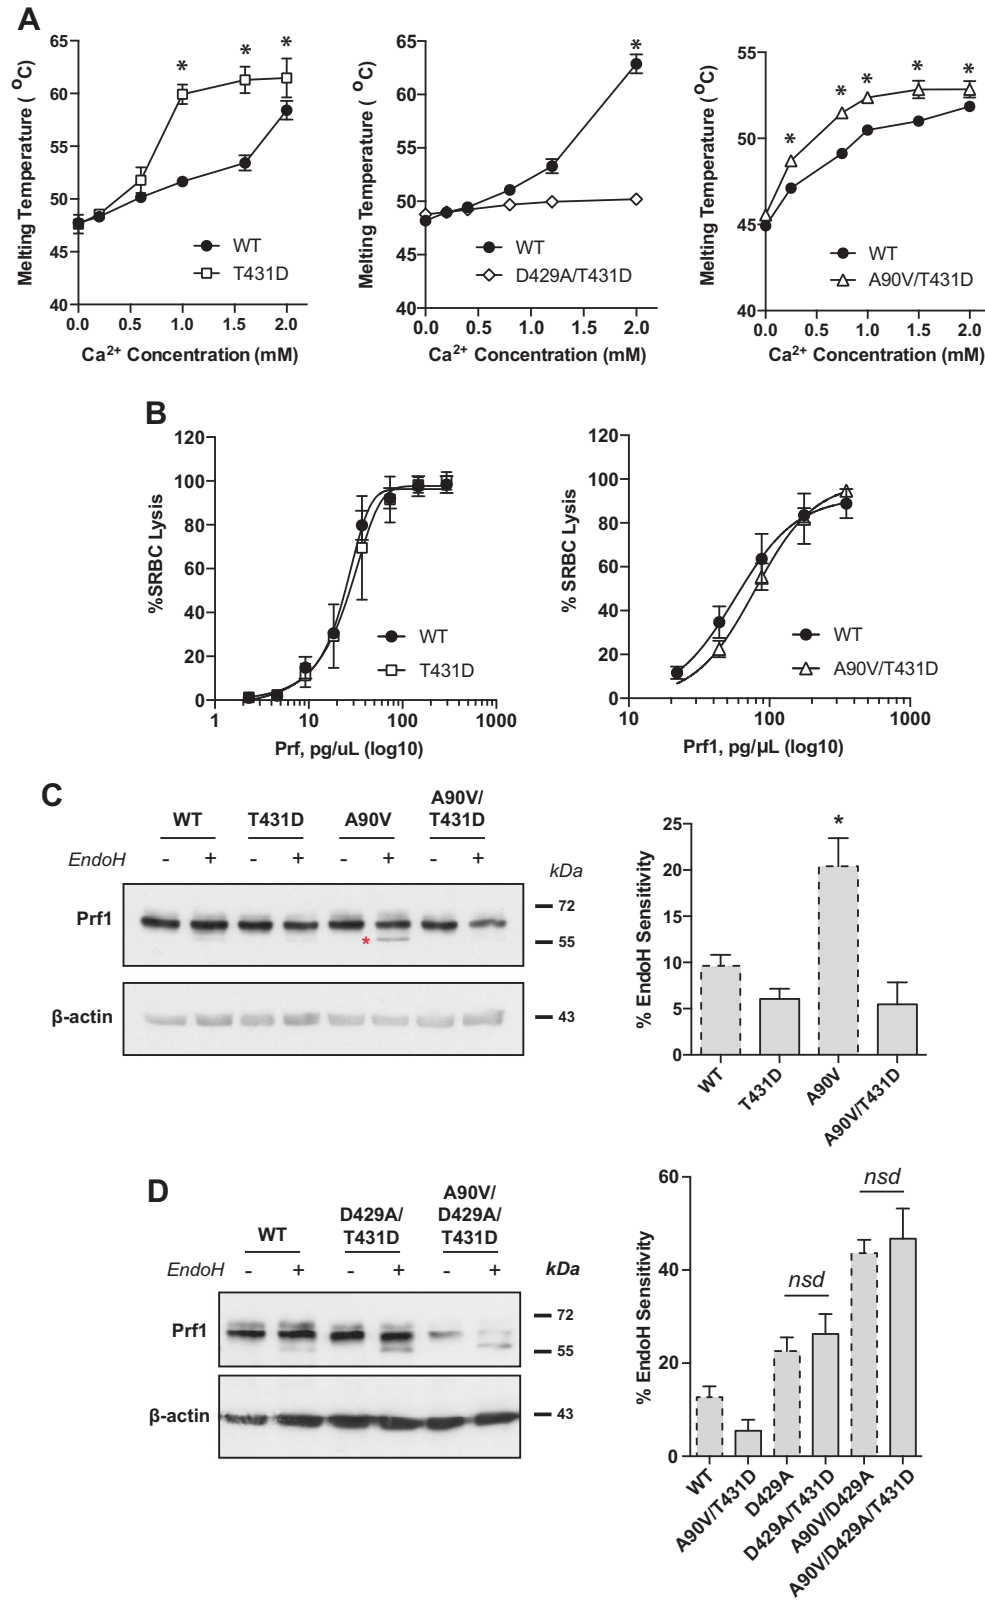 A
Melting Temperature ( °C)
65
60
55
50
45
40
*
*
*
WT
T431D
0.0 0.5 1.0 1.5 2.0
Ca2+ Concentration (mM)
Melting Temperature ( °C)
65
60
55
50
45
40
*
WT
D429A/T431D
0.0 0.5 1.0 1.5 2.0
Ca2+ Concentration (mM)
Melting Temperature ( °C)
55
50
45
40
*
*
*
*
*
WT
A90V/T431D
0.0 0.5 1.0 1.5 2.0
Ca2+ Concentration (mM)
B
%SRBC Lysis
120
100
80
60
40
20
0
WT
T431D
1 10 100 1000
Prf, pg/uL (log10)
% SRBC Lysis
120
100
80
60
40
20
0
WT
A90V/T431D
10 100 1000
Prf1, pg/µL (log10)
C
WT T431D A90V A90V/
T431D
EndoH - + - + - + - +
kDa
Prf1
72
55
*
β-actin
43
% EndoH Sensitivity
25
20
15
10
5
0
*
WT
T431D
A90V
A90V/T431D
D
WT D429A/
T431D A90V/
D429A/
T431D
EndoH - + - + - +
kDa
Prf1
72
55
β-actin
43
% EndoH Sensitivity
60
40
20
0
nsd
nsd
WT
A90V/T431D
D429A
D429A/T431D
A90V/D429A
A90V/D429A/T431D